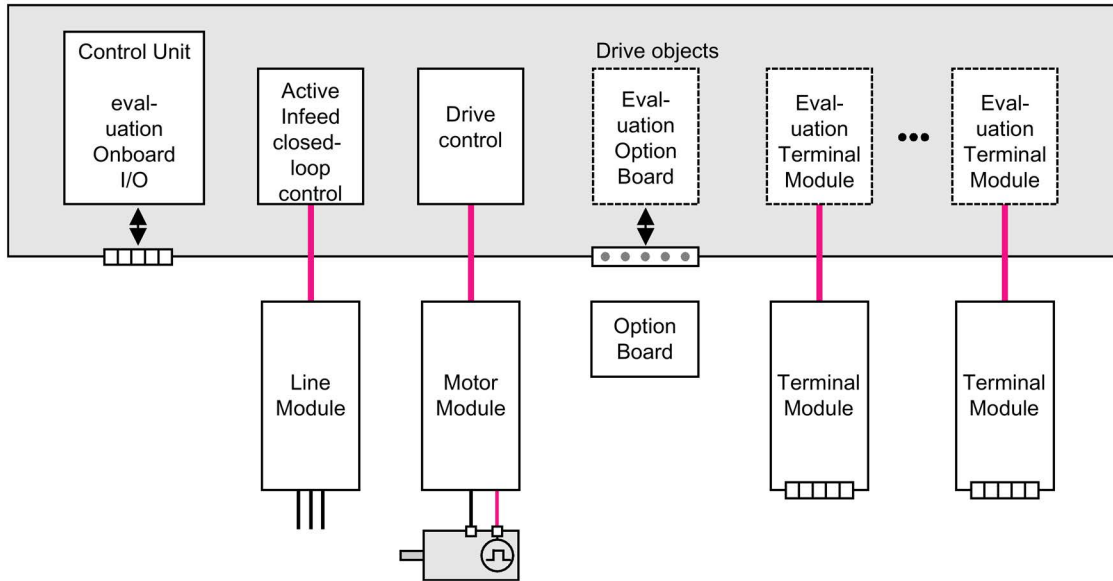 Control Unit
eval-
uation
Onboard
I/O
Active
Infeed
closed-
loop
control
Drive
control
Drive objects
Eval-
uation
Option
Board
Eval-
uation
Terminal
Module
Eval-
uation
Terminal
Module
Line
Module
Motor
Module
Option
Board
Terminal
Module
Terminal
Module